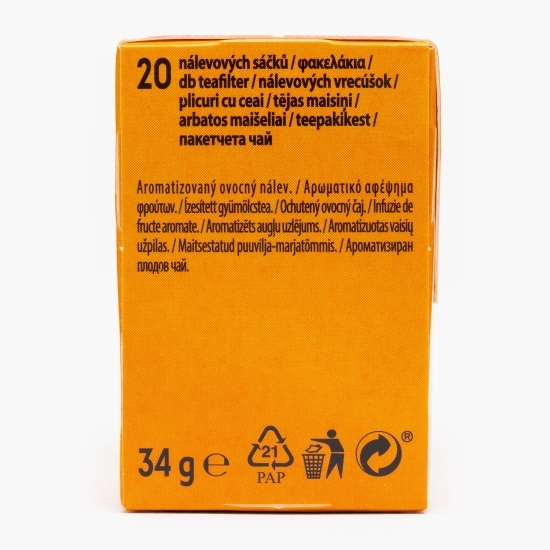 20 nálevových sáčků / φακελάκια /
db teafilter / nálevových vrecúšok /
plicuri cu ceai / tējas maisiņi /
arbatos maišeliai / teepakikest /
пакетчета чай
Aromatizovaný ovocný nálev. / Αρωματικό αφέψημα
φρούτων. / Ízesített gyümölcstea. / Ochutený ovocný čaj. / Infuzie de
fructe aromate. / Aromatizēts augļu uzlējums. / Aromatizuotas vaisių
užpilas. / Maitsestatud puuvilja-marjatõmmis. / Ароматизиран
плодов чай.
34 g ℮
21
PAP
®